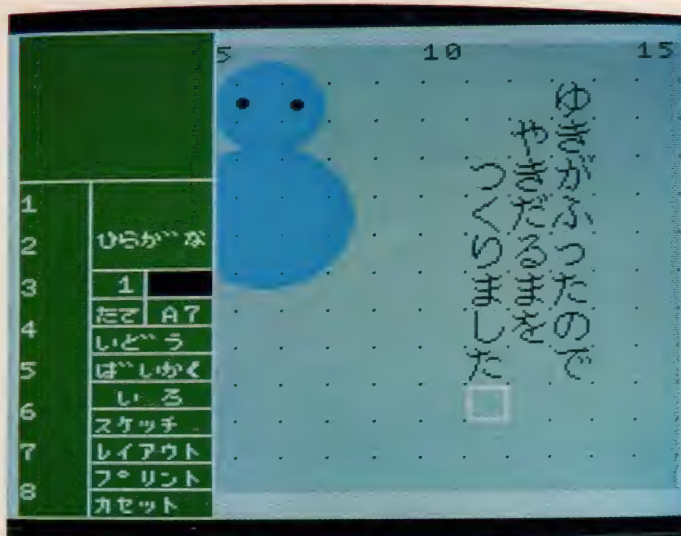 5 10 15
1
2
3
4
5
6
7
8
ひらがな
1
たて A7
いどう
ばいかく
いろ
スケッチ
レイアウト
プリント
カセット
ゆきがふったので
やきだるまを
つくりました